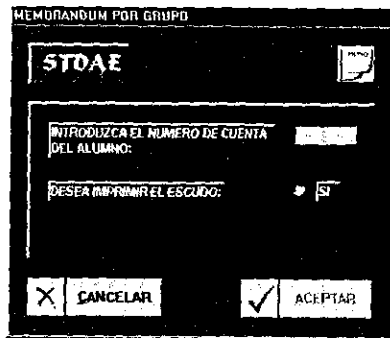 MEMORANDUM POR GRUPO
STDAE
INTRODUZCA EL NUMERO DE CUENTA
DEL ALUMNO:
DESEA IMPRIMIR EL ESCUDO:
SI
CANCELAR
ACEPTAR